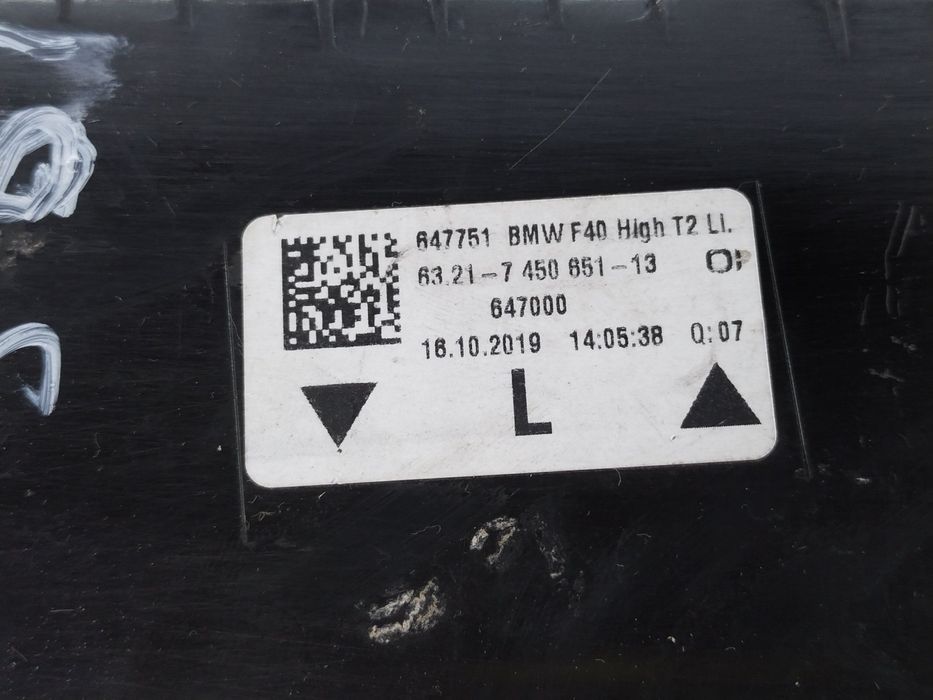 647751 BMW F40 High T2 Li.
63.21-7 450 651-13
647000
16.10.2019 14:05:38 Q:07
L